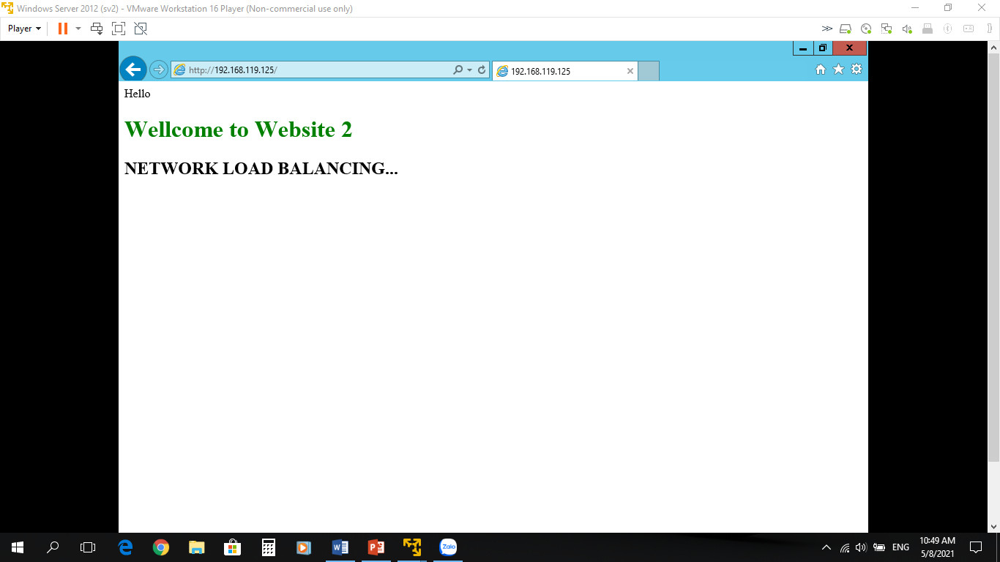 Windows Server 2012 (sv2) - VMware Workstation 16 Player (Non-commercial use only)
Player
http://192.168.119.125/
192.168.119.125
Hello
Wellcome to Website 2
NETWORK LOAD BALANCING...
Zalo
ENG
10:49 AM
5/8/2021